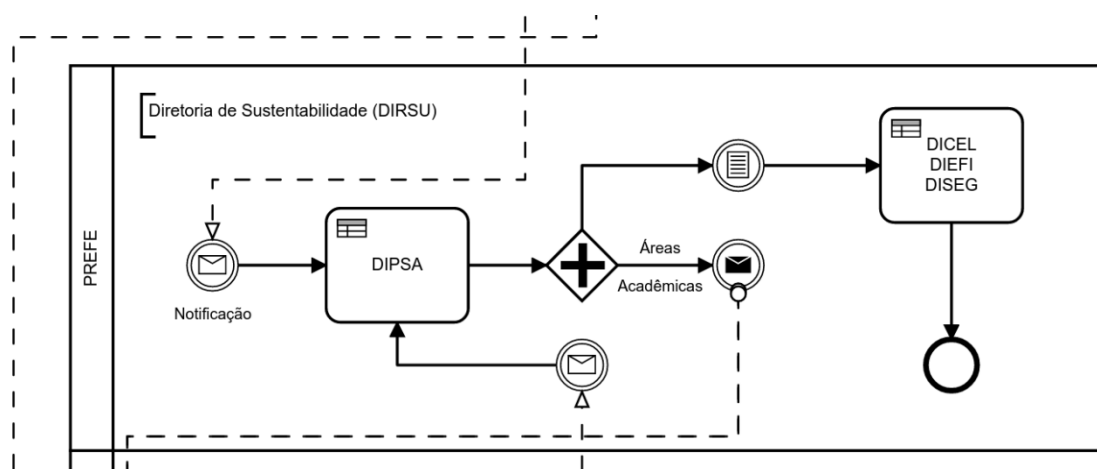 PREFE
Diretoria de Sustentabilidade (DIRSU)
Notificação
DIPSA
Áreas
Acadêmicas
DICEL
DIEFI
DISEG